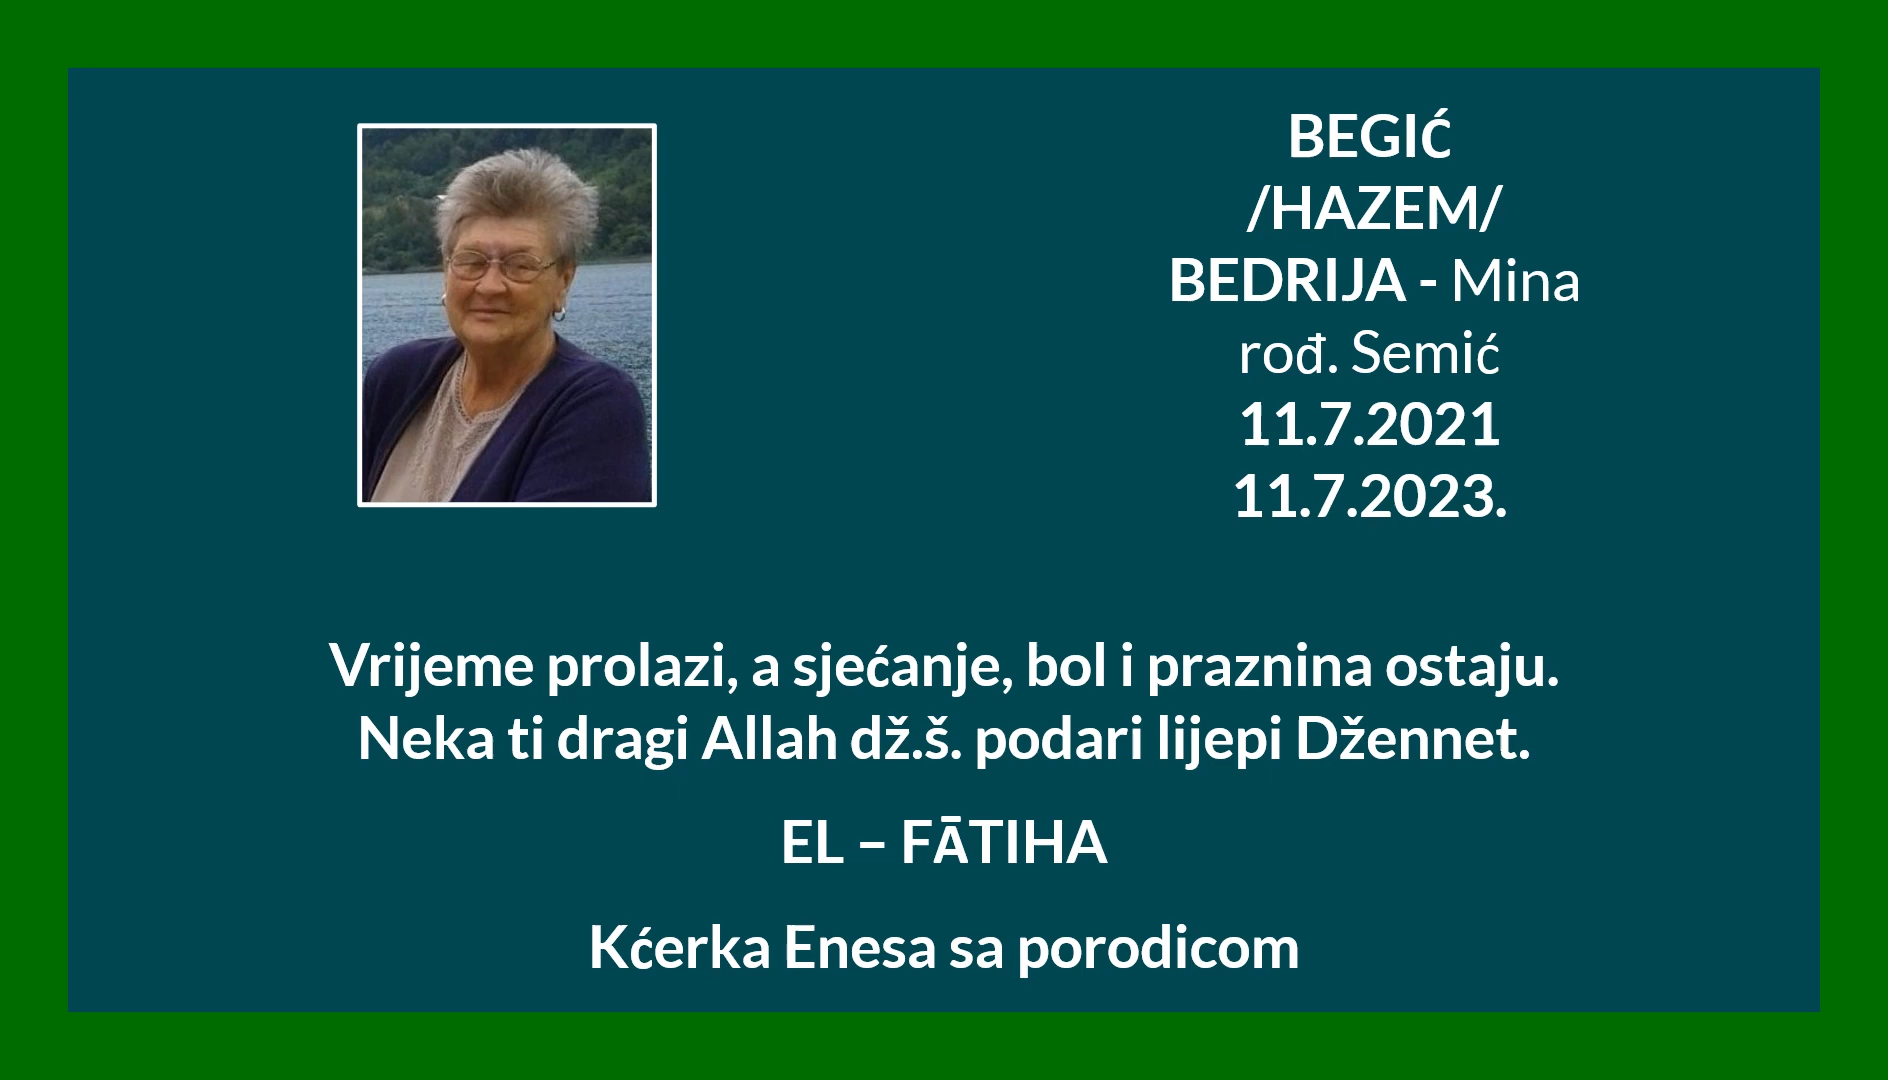 BEGIĆ
/HAZEM/
BEDRIJA - Mina
rođ. Semić
11.7.2021
11.7.2023.
Vrijeme prolazi, a sjećanje, bol i praznina ostaju.
Neka ti dragi Allah dž.š. podari lijepi Džennet.
EL – FĀTIHA
Kćerka Enesa sa porodicom